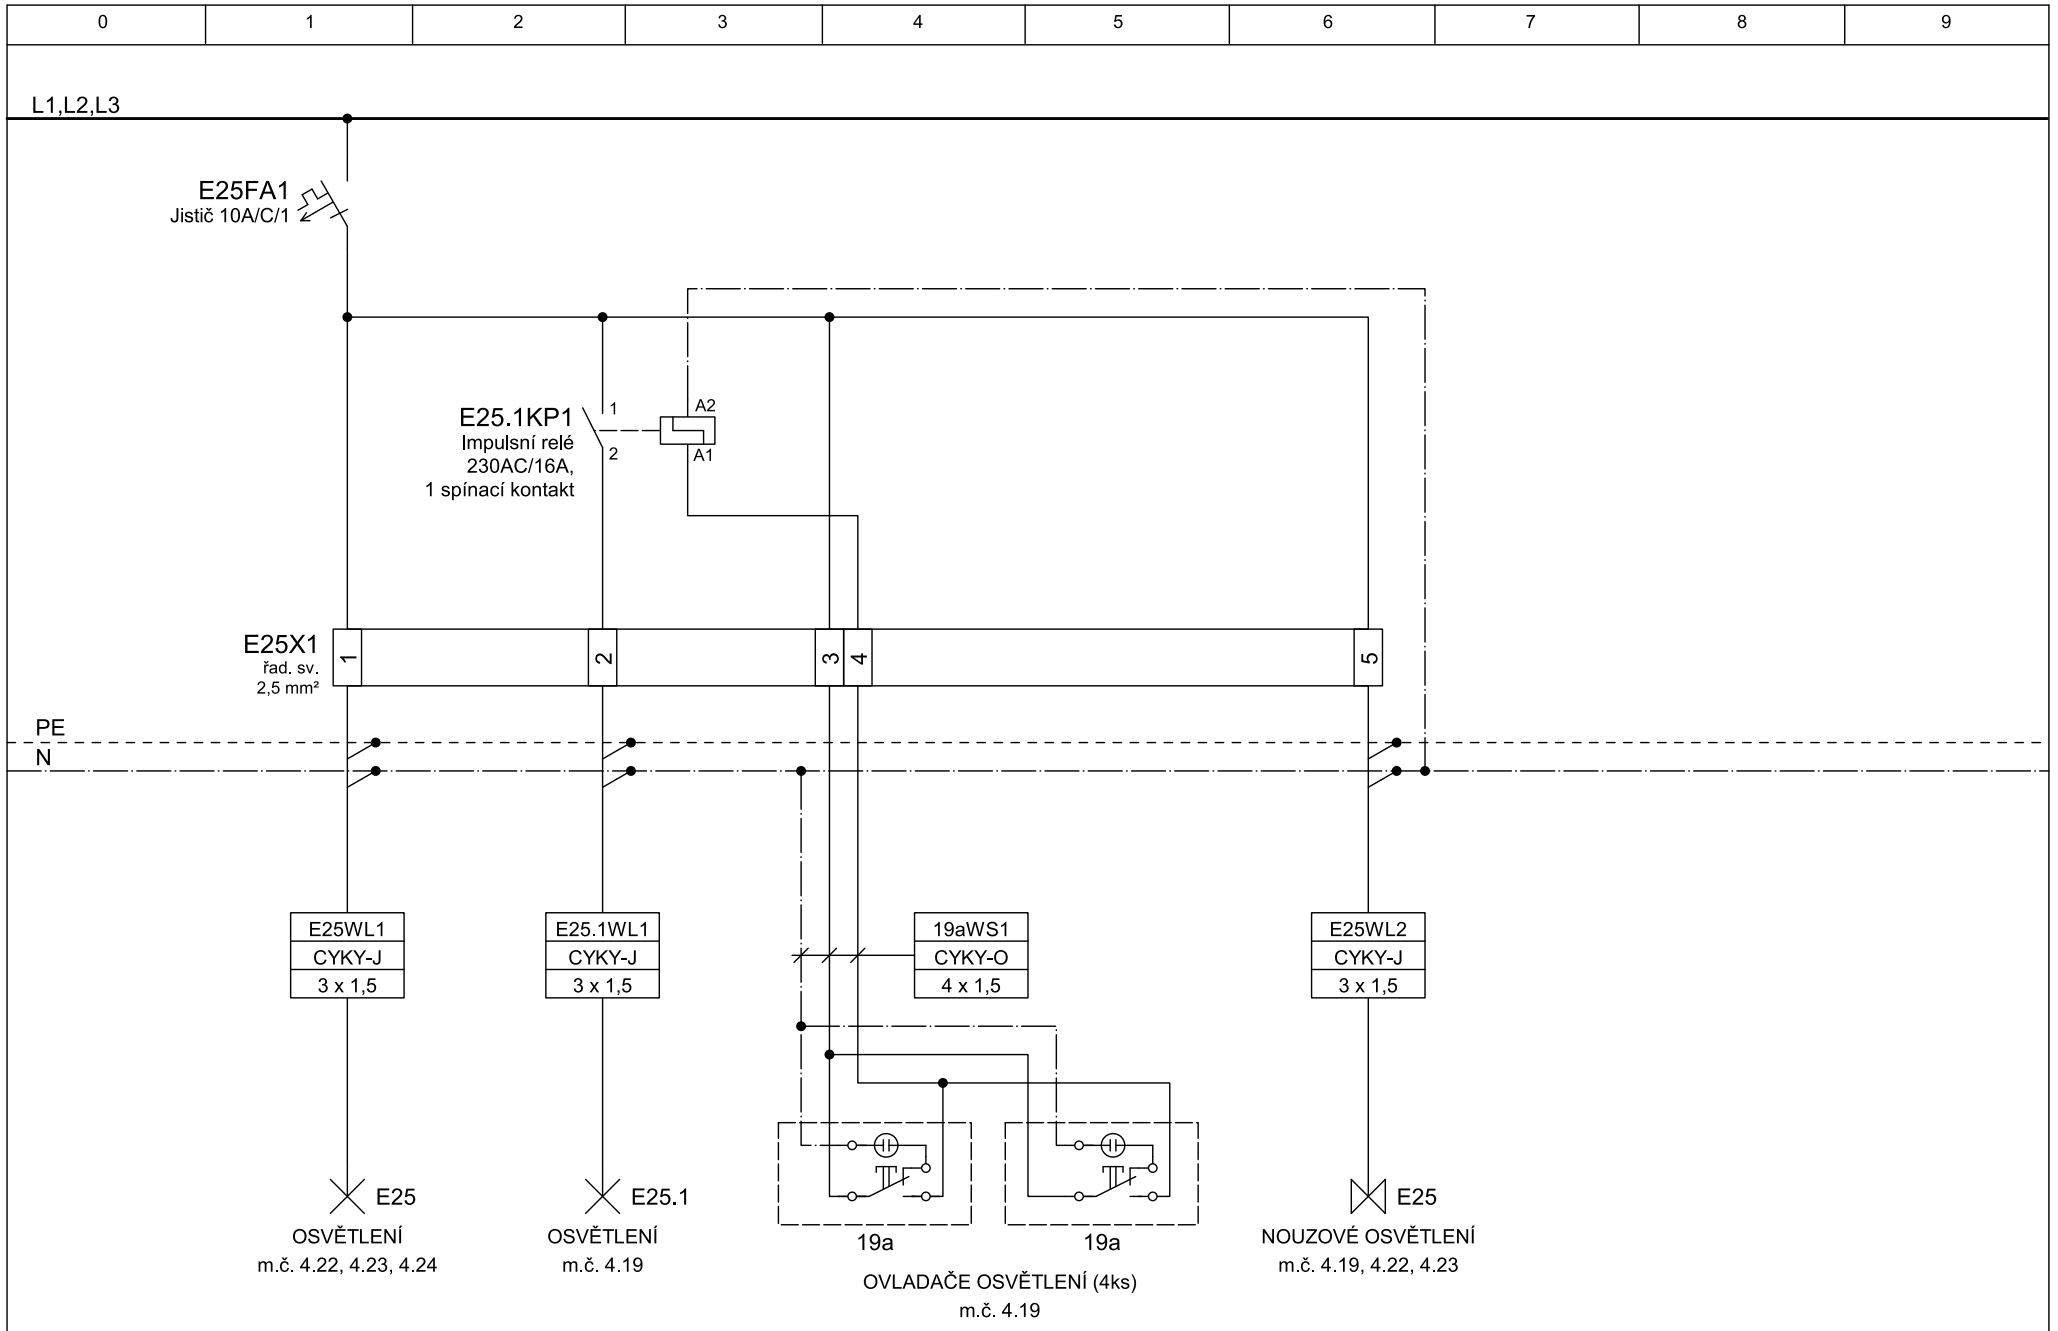 0 1 2 3 4 5 6 7 8 9
L1,L2,L3
E25FA1
Jistič 10A/C/1
E25.1KP1
Impulsní relé
230AC/16A,
1 spínací kontakt
1
2
A2
A1
E25X1
řad. sv.
2,5 mm²
1 2 3 4 5
PE
N
E25WL1
CYKY-J
3 x 1,5
E25.1WL1
CYKY-J
3 x 1,5
19aWS1
CYKY-O
4 x 1,5
E25WL2
CYKY-J
3 x 1,5
E25
OSVĚTLENÍ
m.č. 4.22, 4.23, 4.24
E25.1
OSVĚTLENÍ
m.č. 4.19
19a
19a
OVLADAČE OSVĚTLENÍ (4ks)
m.č. 4.19
E25
NOUZOVÉ OSVĚTLENÍ
m.č. 4.19, 4.22, 4.23